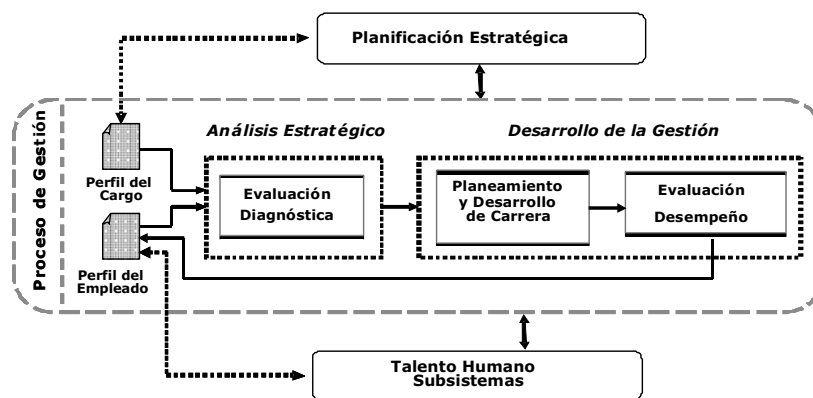 Planificación Estratégica
Proceso de Gestión
Análisis Estratégico
Desarrollo de la Gestión
Perfil del
Cargo
Evaluación
Diagnóstica
Planeamiento
y Desarrollo
de Carrera
Evaluación
Desempeño
Perfil del
Empleado
Talento Humano
Subsistemas